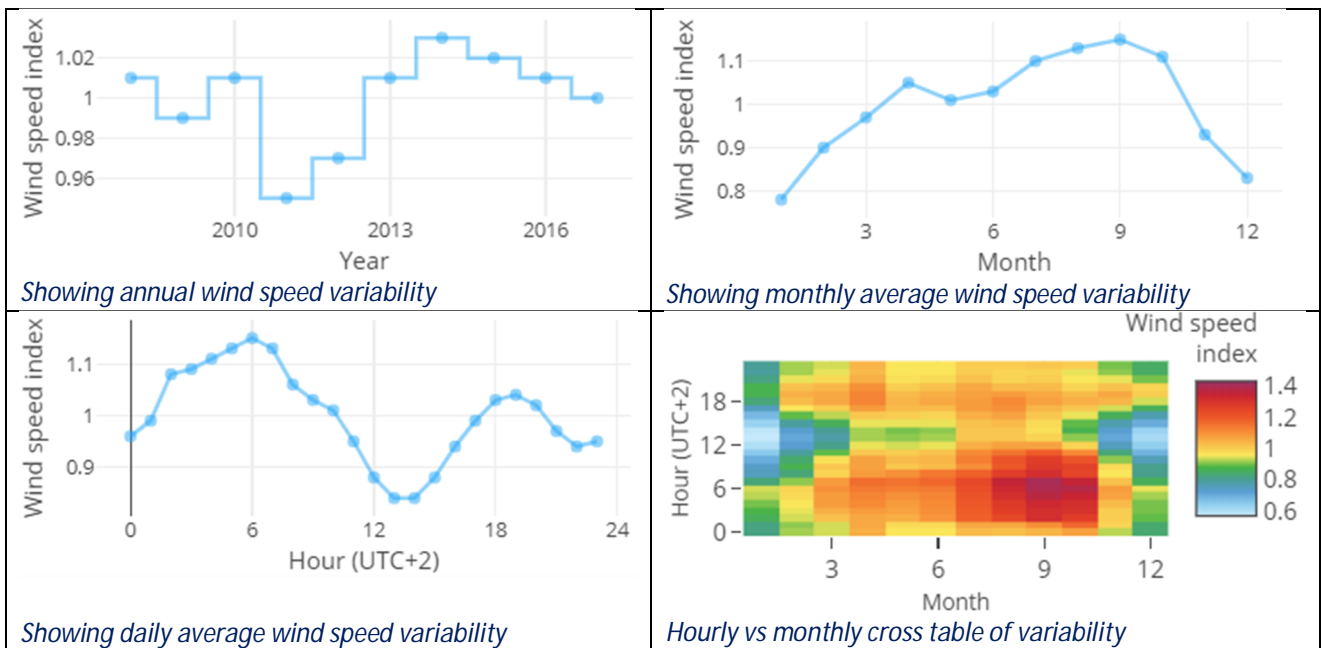 Wind speed index
1.02
1
0.98
0.96
2010 2013 2016
Year
Showing annual wind speed variability
Wind speed index
1.1
1
0.9
0.8
3 6 9 12
Month
Showing monthly average wind speed variability
Wind speed index
1.1
1
0.9
0 6 12 18 24
Hour (UTC+2)
Showing daily average wind speed variability
Wind speed
index
1.4
1.2
1
0.8
0.6
Hour (UTC+2)
18
12
6
0
3 6 9 12
Month
Hourly vs monthly cross table of variability